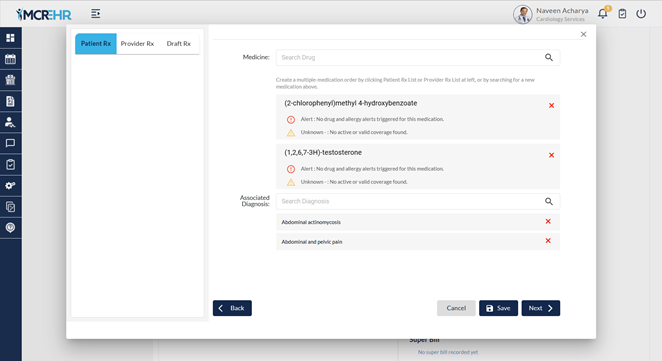 MCREHR
Naveen Acharya
Cardiology Services
Patient Rx Provider Rx Draft Rx
Medicine:
Search Drug
Create a multiple-medication order by clicking Patient Rx List or Provider Rx List at left, or by searching for a new
medication above.
(2-chlorophenyl)methyl 4-hydroxybenzoate
Alert : No drug and allergy alerts triggered for this medication.
Unknown - : No active or valid coverage found.
(1,2,6,7-3H)-testosterone
Alert : No drug and allergy alerts triggered for this medication.
Unknown - : No active or valid coverage found.
Associated
Diagnosis:
Search Diagnosis
Abdominal actinomycosis
Abdominal and pelvic pain
Back
Cancel
Save
Next
Super Bill
No super bill recorded yet